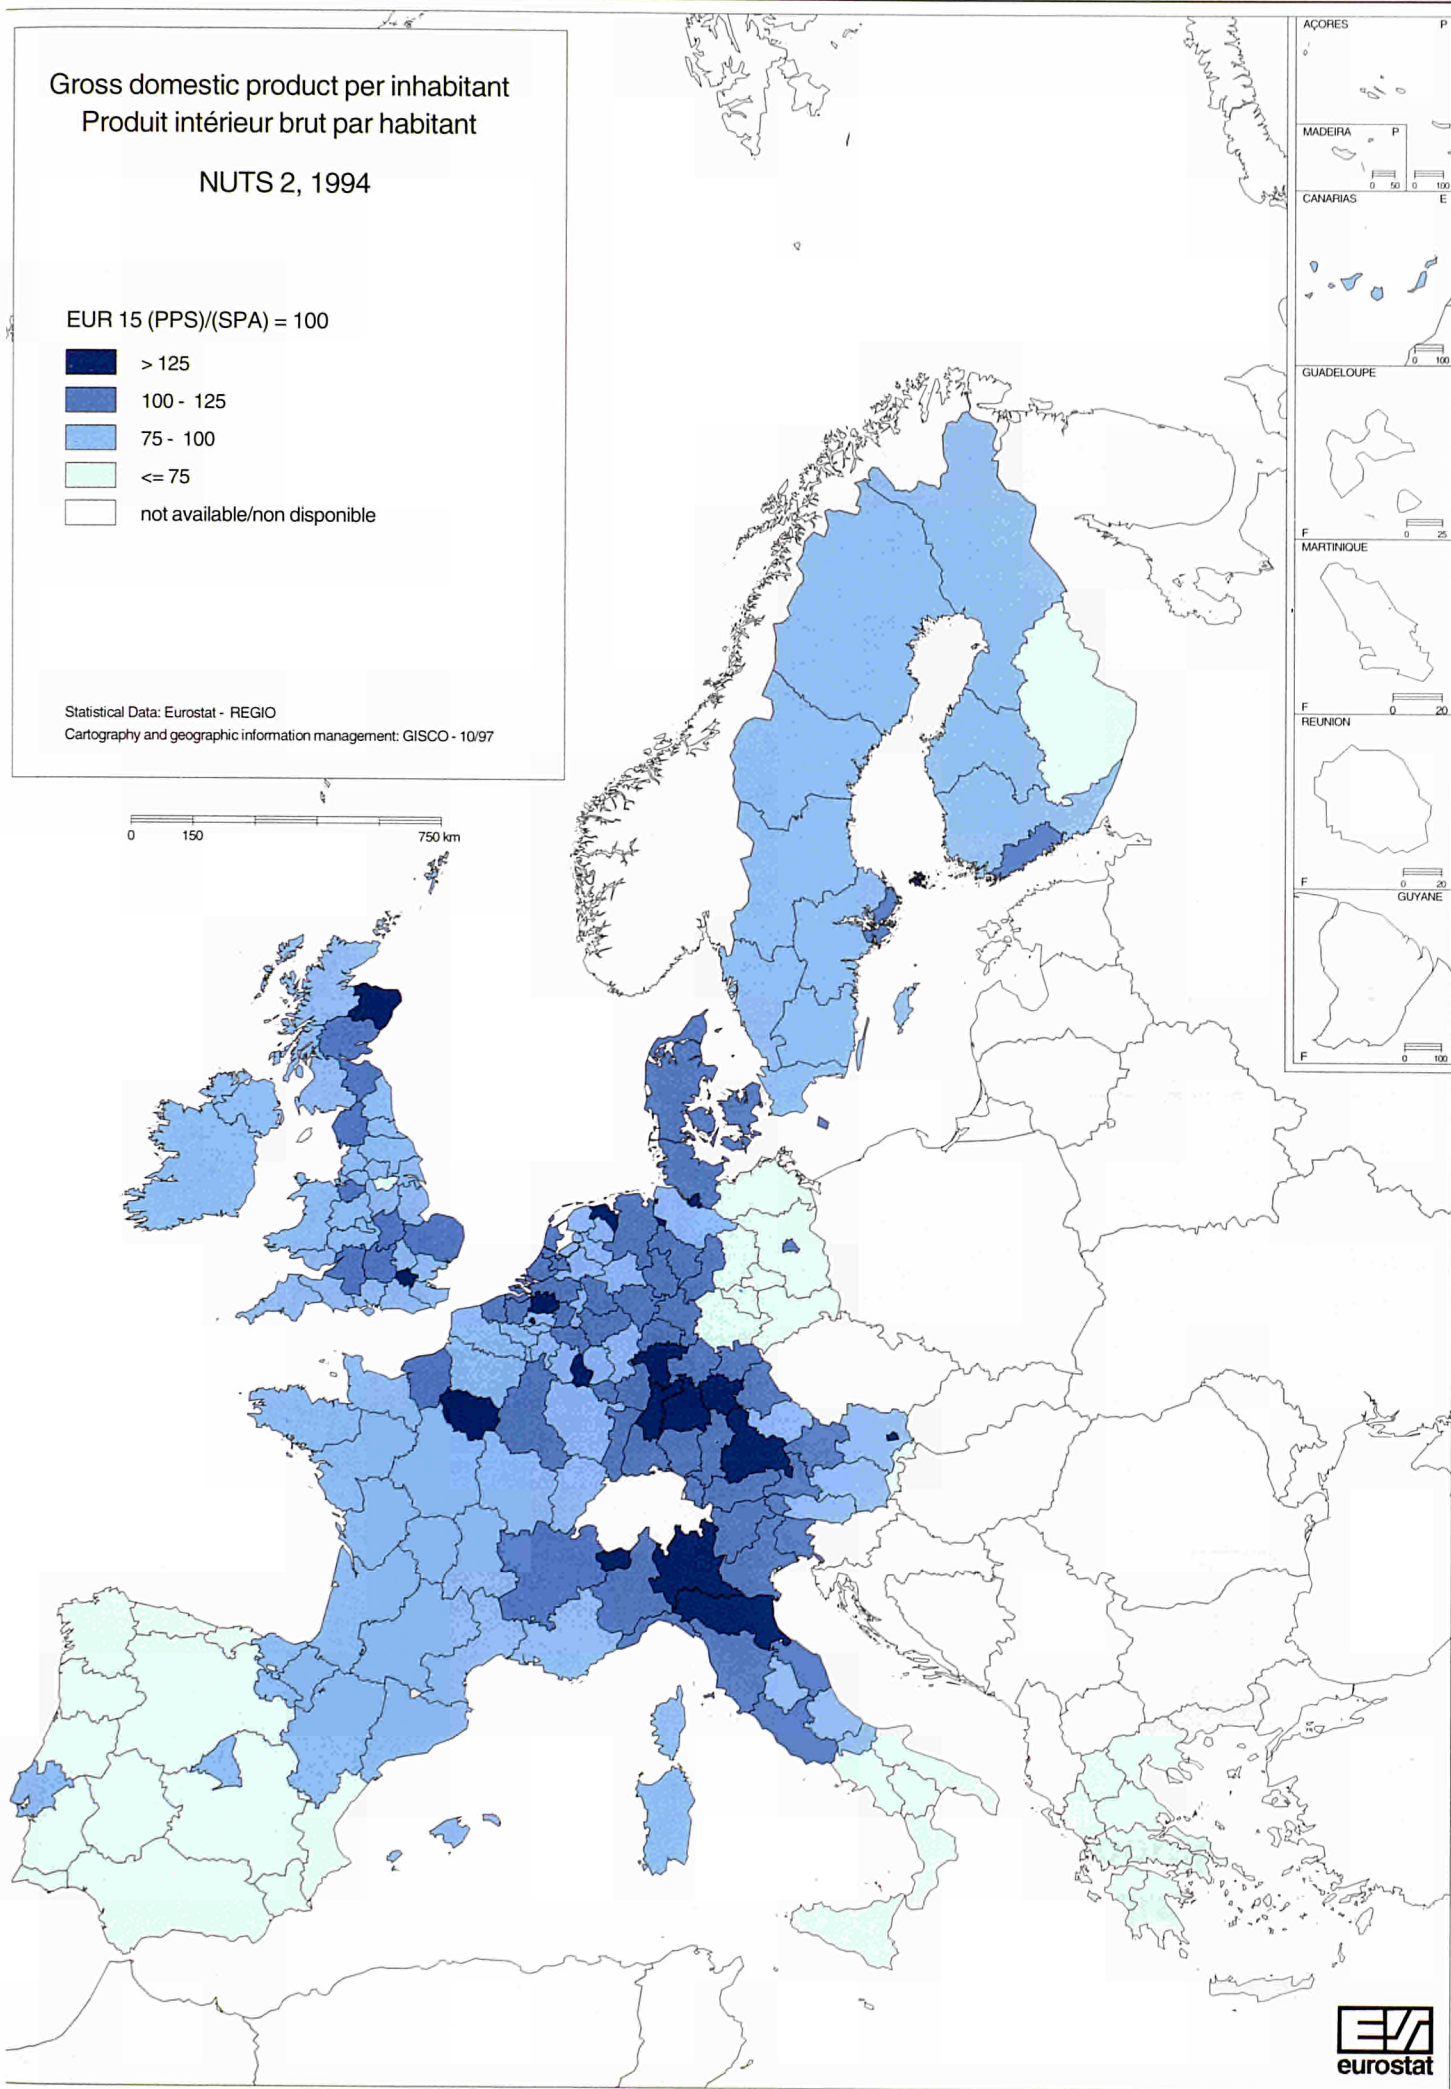 Gross domestic product per inhabitant
Produit intérieur brut par habitant
NUTS 2, 1994
EUR 15 (PPS)/(SPA) = 100
> 125
100 - 125
75 - 100
<= 75
not available/non disponible
Statistical Data: Eurostat - REGIO
Cartography and geographic information management: GISCO - 10/97
0 150 750 km
AÇORES P
MADEIRA P
0 50 0 100
CANARIAS E
0 100
GUADELOUPE
F 0 25
MARTINIQUE
F 0 20
REUNION
F 0 20
GUYANE
F 0 100
eurostat